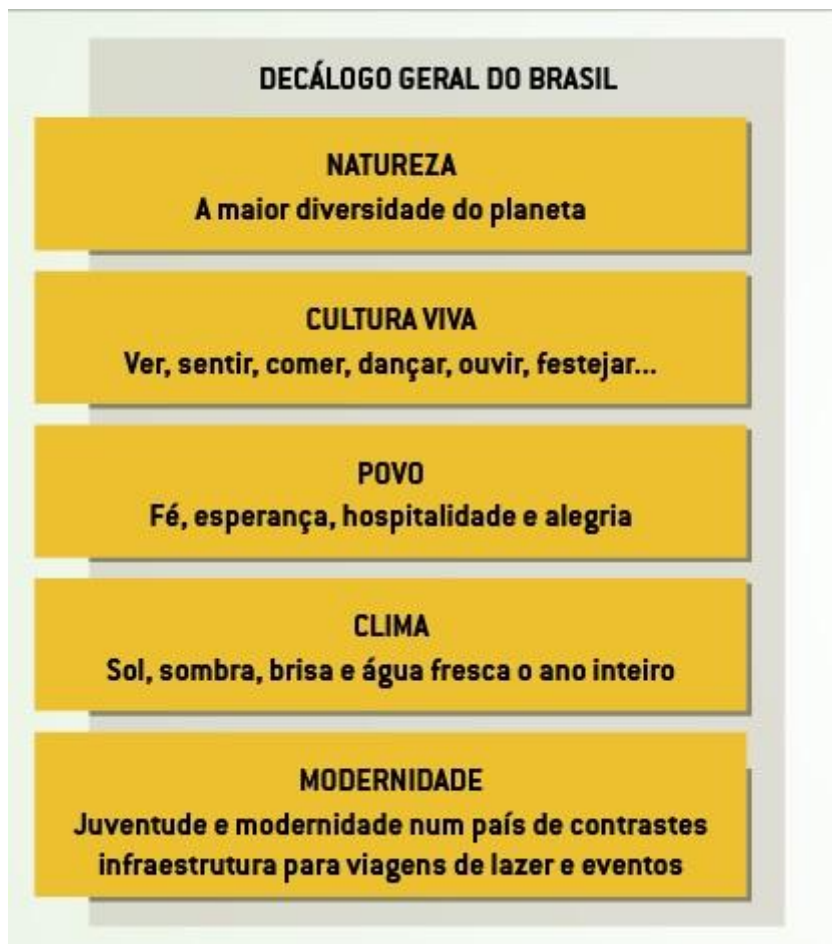 DECÁLOGO GERAL DO BRASIL
NATUREZA
A maior diversidade do planeta
CULTURA VIVA
Ver, sentir, comer, dançar, ouvir, festejar...
POVO
Fé, esperança, hospitalidade e alegria
CLIMA
Sol, sombra, brisa e água fresca o ano inteiro
MODERNIDADE
Juventude e modernidade num país de contrastes
infraestrutura para viagens de lazer e eventos